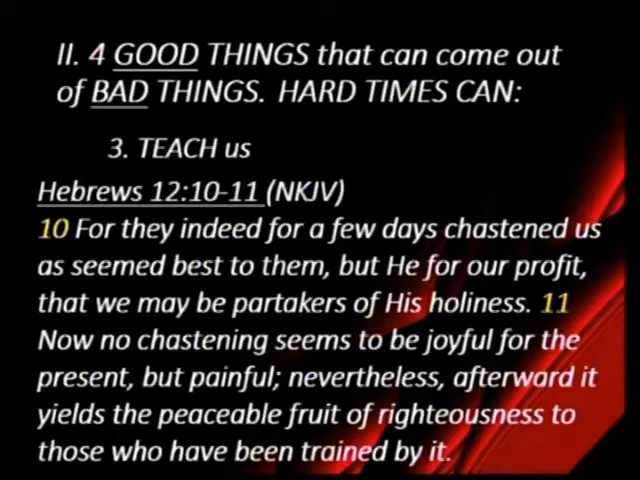 II. 4 GOOD THINGS that can come out
of BAD THINGS. HARD TIMES CAN:
3. TEACH us
Hebrews 12:10-11 (NKJV)
10 For they indeed for a few days chastened us
as seemed best to them, but He for our profit,
that we may be partakers of His holiness. 11
Now no chastening seems to be joyful for the
present, but painful; nevertheless, afterward it
yields the peaceable fruit of righteousness to
those who have been trained by it.